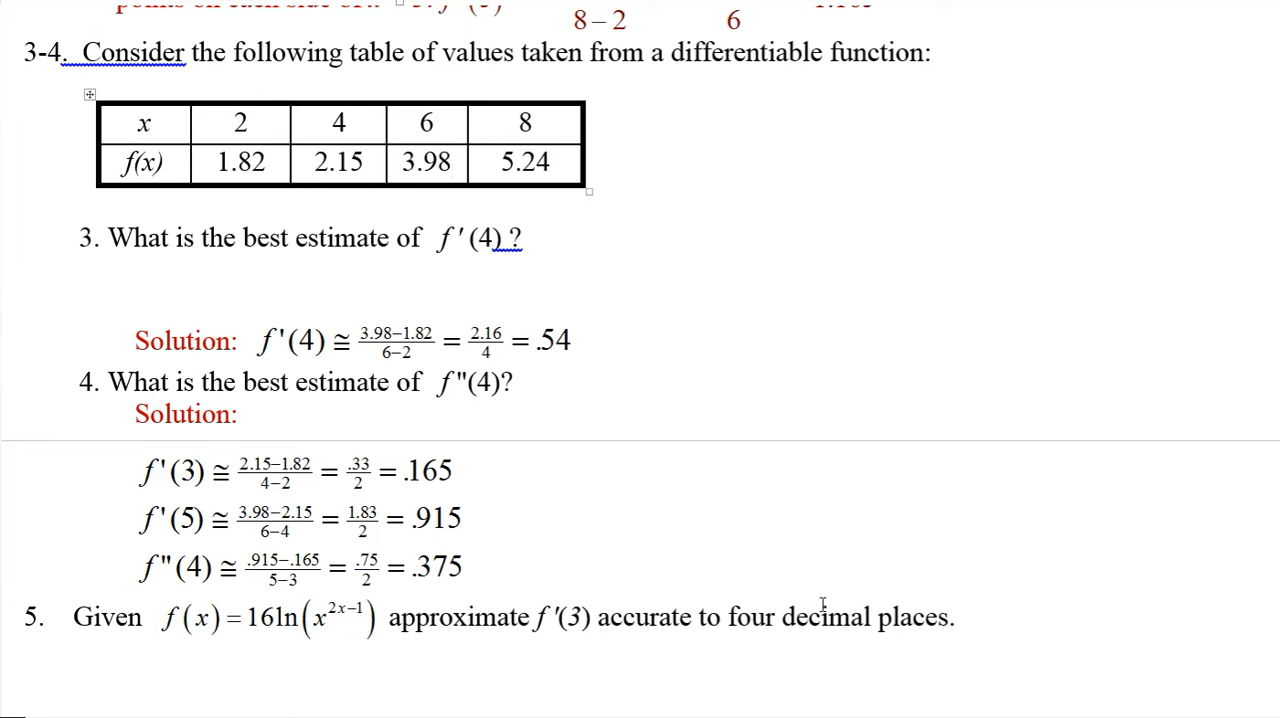 8 – 2 6
3-4. Consider the following table of values taken from a differentiable function:
x 2 4 6 8
f(x) 1.82 2.15 3.98 5.24
3. What is the best estimate of f ′(4) ?
Solution: f '(4) ≅ 3.98−1.82/6−2 = 2.16/4 = .54
4. What is the best estimate of f "(4)?
Solution:
f '(3) ≅ 2.15−1.82/4−2 = .33/2 = .165
f '(5) ≅ 3.98−2.15/6−4 = 1.83/2 = .915
f "(4) ≅ .915−.165/5−3 = .75/2 = .375
5. Given f(x) = 16ln(x^{2x−1}) approximate f '(3) accurate to four decimal places.